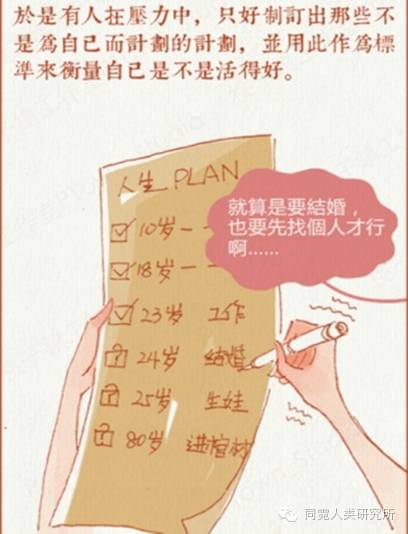 於是有人在壓力中，只好制訂出那些不
是爲自己而計劃的計劃，並用此作爲標
準來衡量自己是不是活得好。
人生 PLAN
就算是要結婚，
也要先找個人才行
啊……
☑ 10岁 — —
☑ 18岁 — —
☑ 23岁 工作
24岁 结婚
25岁 生娃
80岁 进棺材
同霓人类研究所